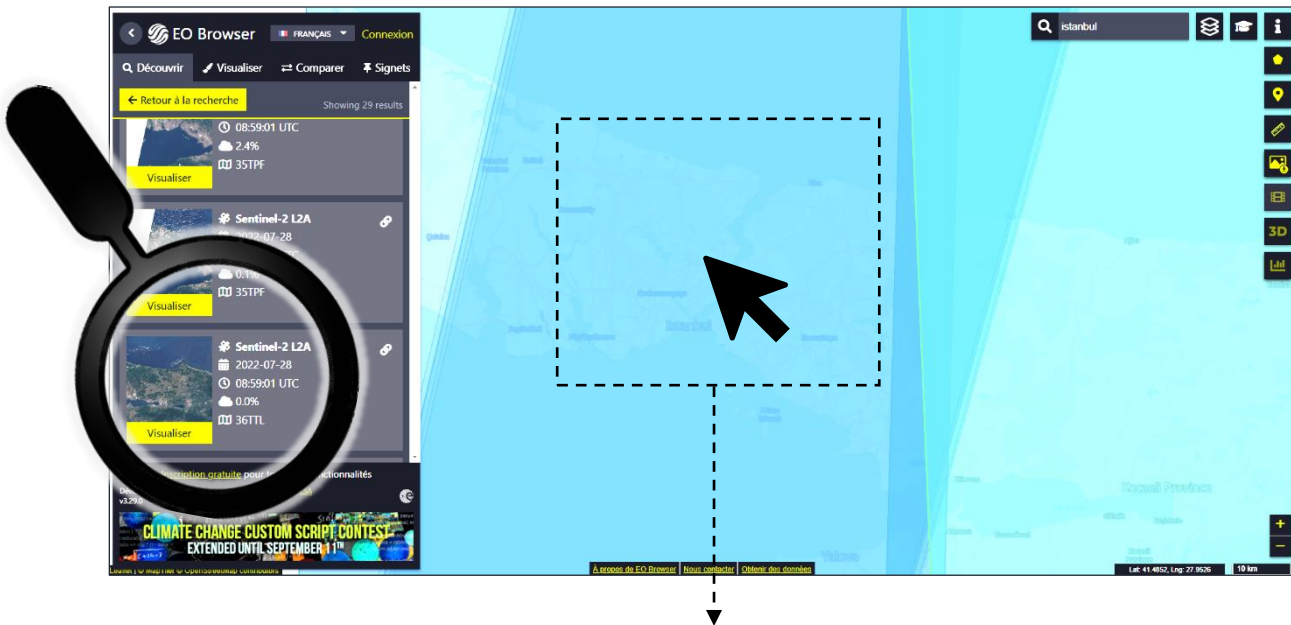 EO Browser
FRANÇAIS
Connexion
Découvrir
Visualiser
Comparer
Signets
Retour à la recherche
Showing 29 results
08:59:01 UTC
2.4%
35TPF
Visualiser
Sentinel-2 L2A
2022-07-28
0.1%
35TPF
Visualiser
Sentinel-2 L2A
2022-07-28
08:59:01 UTC
0.0%
36TTL
Visualiser
inscription gratuite pour
v3.29.0
CLIMATE CHANGE CUSTOM SCRIPT CONTEST
EXTENDED UNTIL SEPTEMBER 11TH
istanbul
3D
Istanbul
Kocaeli Province
Yalova
+
−
Leaflet | © MapTiler © OpenStreetMap contributors
À propos de EO Browser
Nous contacter
Obtenir des données
Lat: 41.4852, Lng: 27.9526
10 km